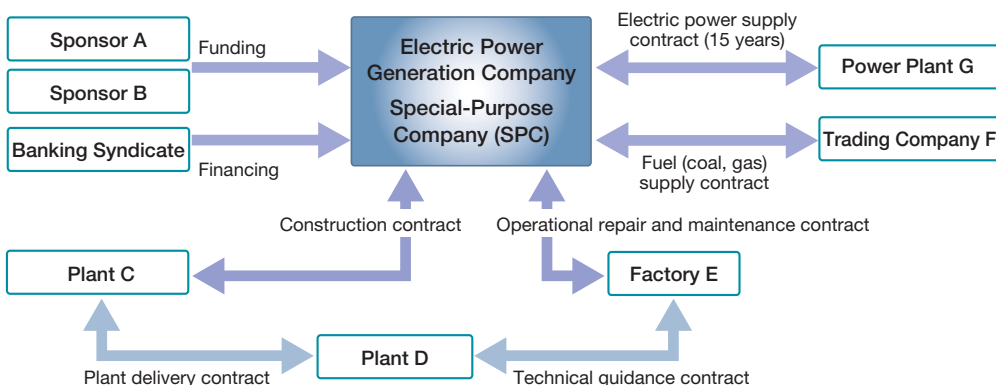 Sponsor A
Sponsor B
Banking Syndicate
Funding
Financing
Electric Power
Generation Company
Special-Purpose
Company (SPC)
Electric power supply
contract (15 years)
Power Plant G
Trading Company F
Fuel (coal, gas)
supply contract
Construction contract
Operational repair and maintenance contract
Plant C
Factory E
Plant D
Plant delivery contract
Technical guidance contract